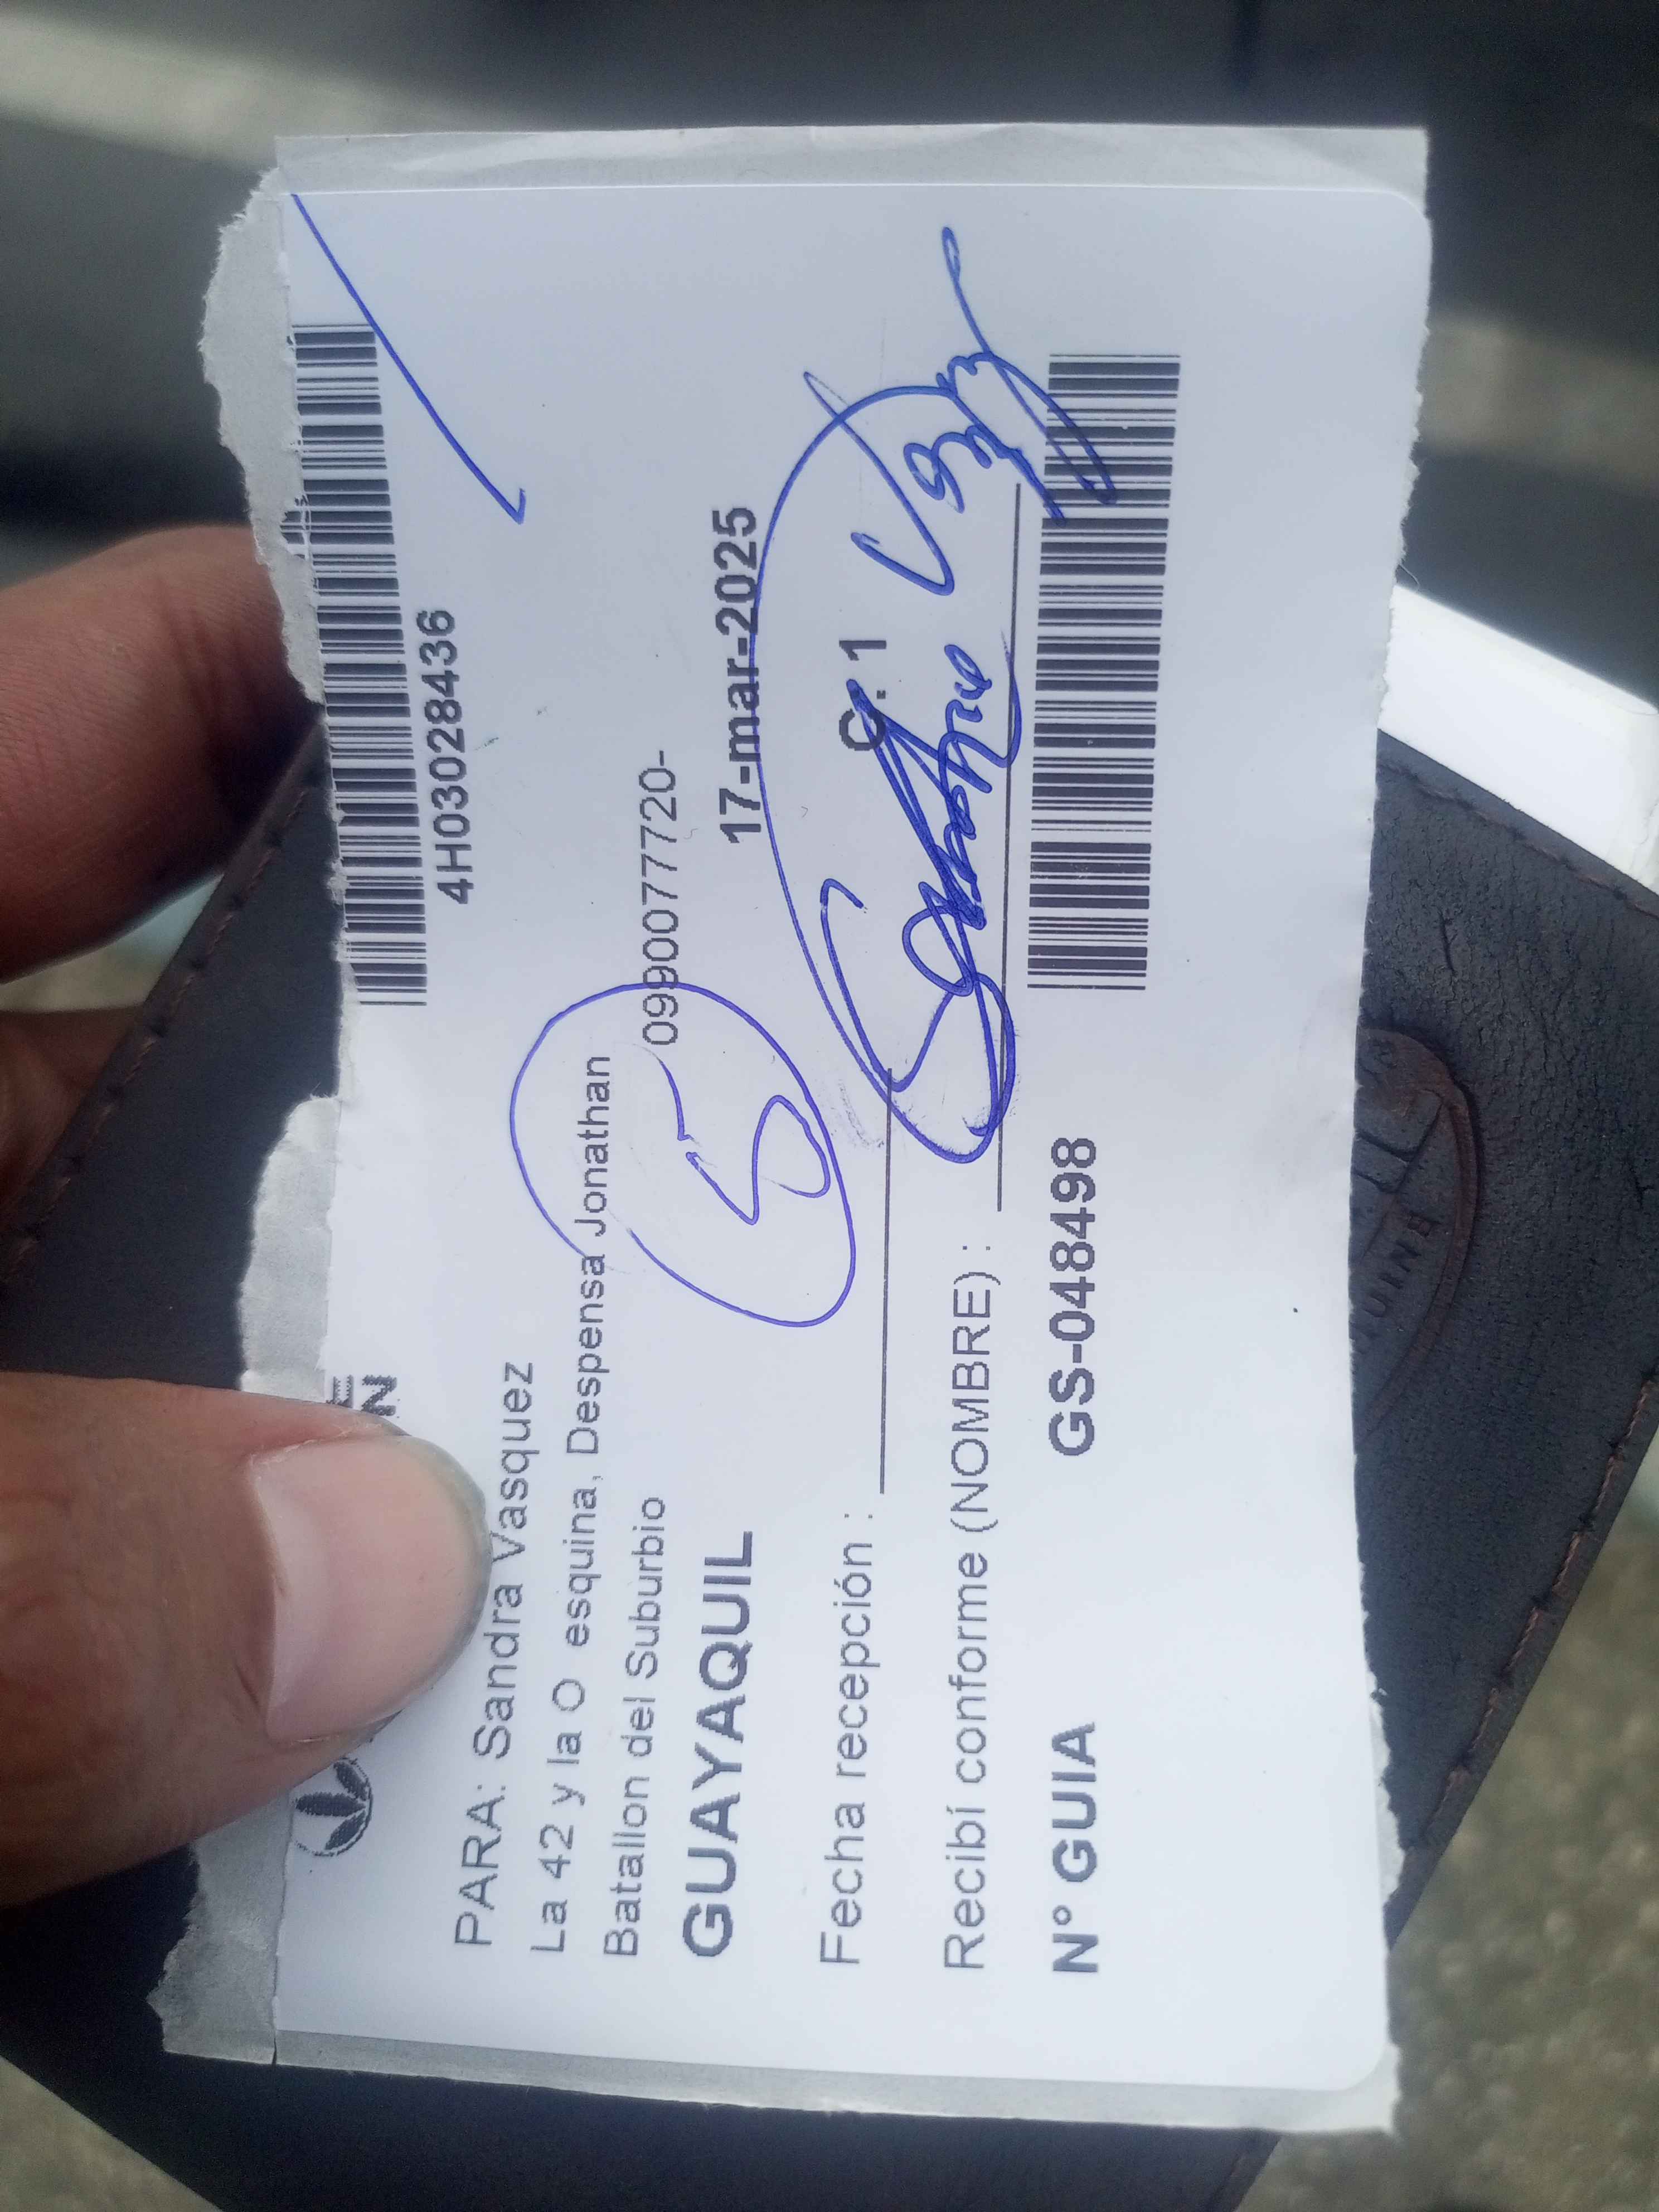 4H03028436
PARA: Sandra Vasquez
La 42 y la O esquina, Despensa Jonathan
Batallon del Suburbio 0990077720-
GUAYAQUIL 17-mar-2025
Fecha recepción : C. 1
Recibí conforme (NOMBRE) :
N° GUIA GS-048498